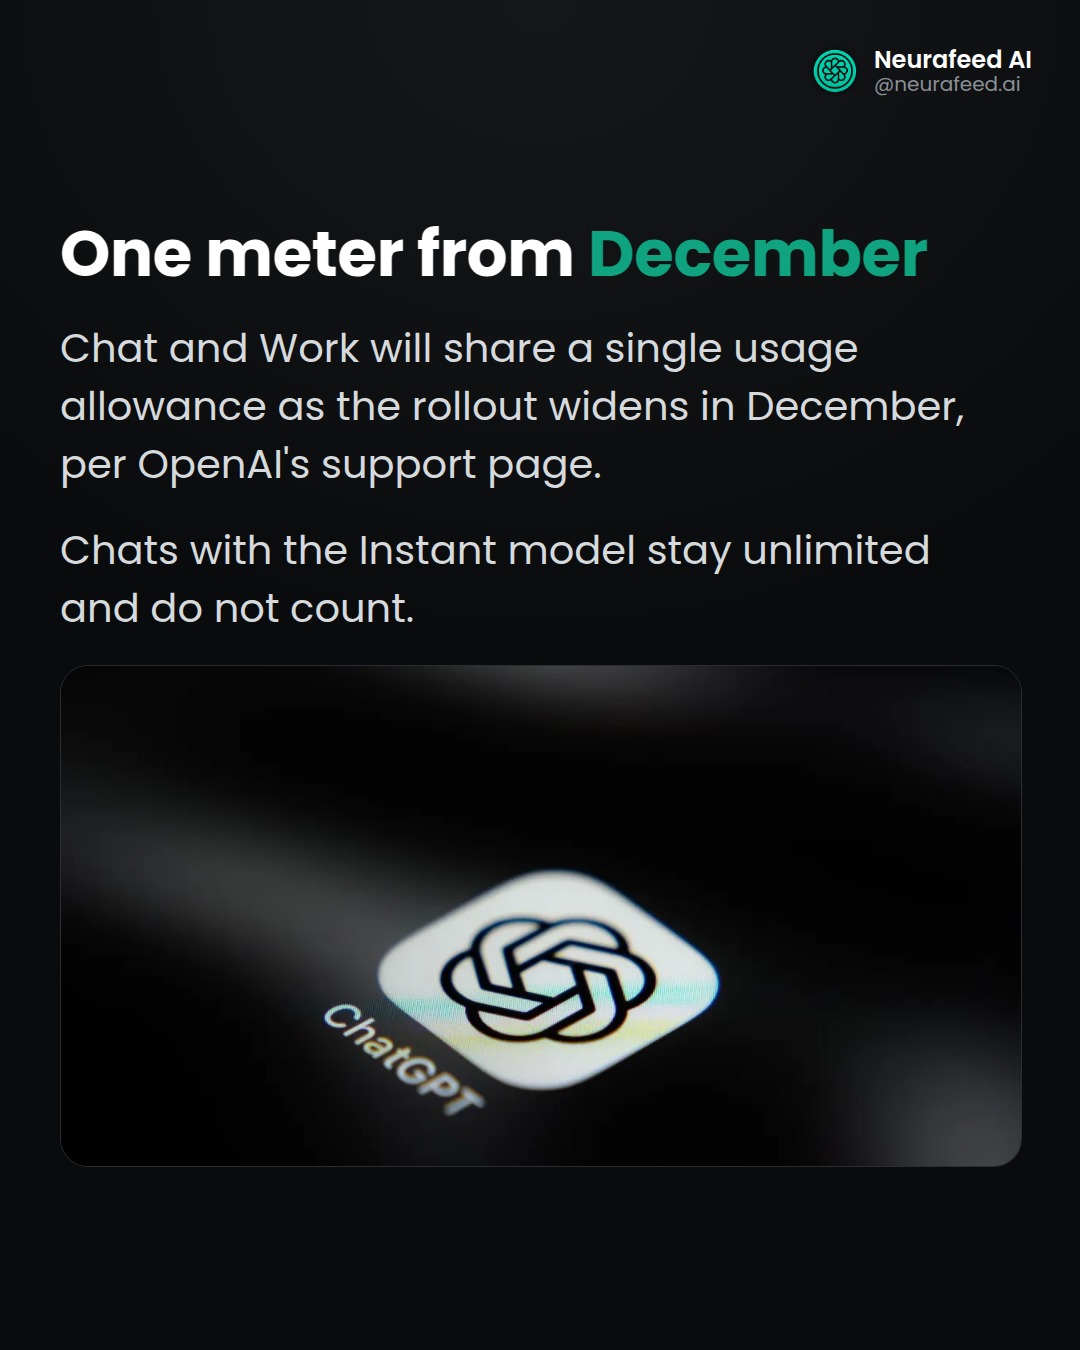 Neurafeed AI
@neurafeed.ai
One meter from December
Chat and Work will share a single usage
allowance as the rollout widens in December,
per OpenAI's support page.
Chats with the Instant model stay unlimited
and do not count.
ChatGPT